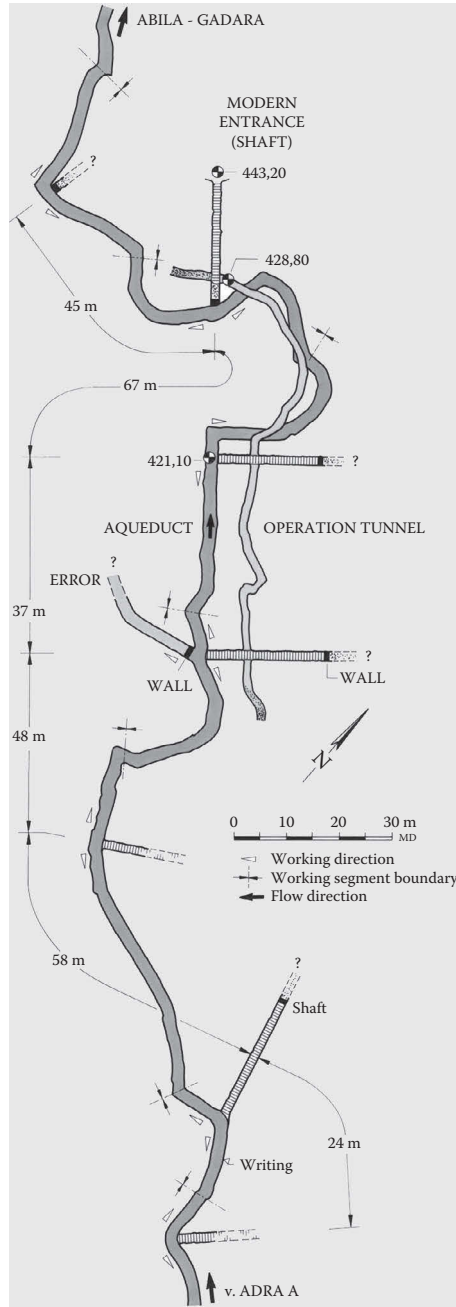 ABILA - GADARA
MODERN
ENTRANCE
(SHAFT)
?
443,20
428,80
45 m
67 m
421,10
?
AQUEDUCT
OPERATION TUNNEL
?
ERROR
37 m
?
WALL
WALL
48 m
N
0 10 20 30 m
MD
Working direction
Working segment boundary
Flow direction
58 m
?
Shaft
24 m
Writing
v. ADRA A